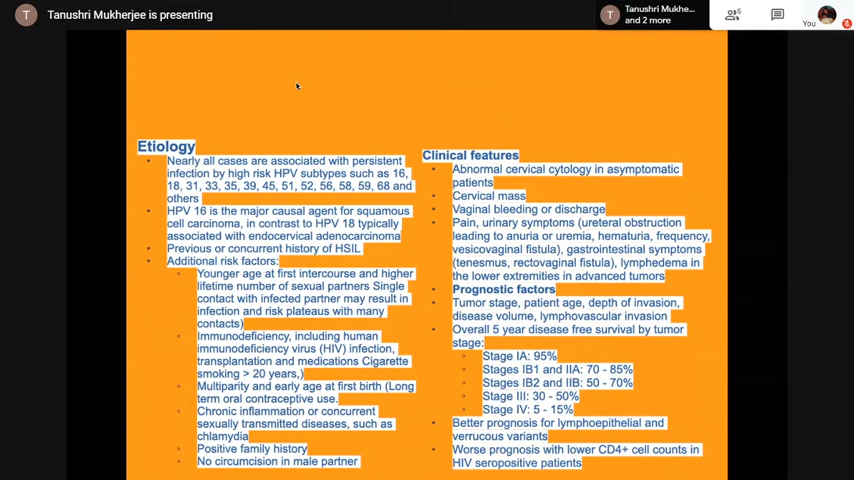 T
Tanushri Mukherjee is presenting
T
Tanushri Mukhe...
and 2 more
6
You
Etiology
Nearly all cases are associated with persistent
infection by high risk HPV subtypes such as 16,
18, 31, 33, 35, 39, 45, 51, 52, 56, 58, 59, 68 and
others
HPV 16 is the major causal agent for squamous
cell carcinoma, in contrast to HPV 18 typically
associated with endocervical adenocarcinoma
Previous or concurrent history of HSIL
Additional risk factors:
Younger age at first intercourse and higher
lifetime number of sexual partners Single
contact with infected partner may result in
infection and risk plateaus with many
contacts)
Immunodeficiency, including human
immunodeficiency virus (HIV) infection,
transplantation and medications Cigarette
smoking > 20 years,)
Multiparity and early age at first birth (Long
term oral contraceptive use.
Chronic inflammation or concurrent
sexually transmitted diseases, such as
chlamydia
Positive family history
No circumcision in male partner
Clinical features
Abnormal cervical cytology in asymptomatic
patients
Cervical mass
Vaginal bleeding or discharge
Pain, urinary symptoms (ureteral obstruction
leading to anuria or uremia, hematuria, frequency,
vesicovaginal fistula), gastrointestinal symptoms
(tenesmus, rectovaginal fistula), lymphedema in
the lower extremities in advanced tumors
Prognostic factors
Tumor stage, patient age, depth of invasion,
disease volume, lymphovascular invasion
Overall 5 year disease free survival by tumor
stage:
Stage IA: 95%
Stages IB1 and IIA: 70 - 85%
Stages IB2 and IIB: 50 - 70%
Stage III: 30 - 50%
Stage IV: 5 - 15%
Better prognosis for lymphoepithelial and
verrucous variants
Worse prognosis with lower CD4+ cell counts in
HIV seropositive patients